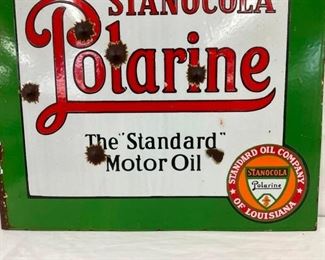 STANOCOLA
Polarine
The "Standard"
Motor Oil
STANDARD OIL COMPANY
STANOCOLA
Polarine
OF LOUISIANA